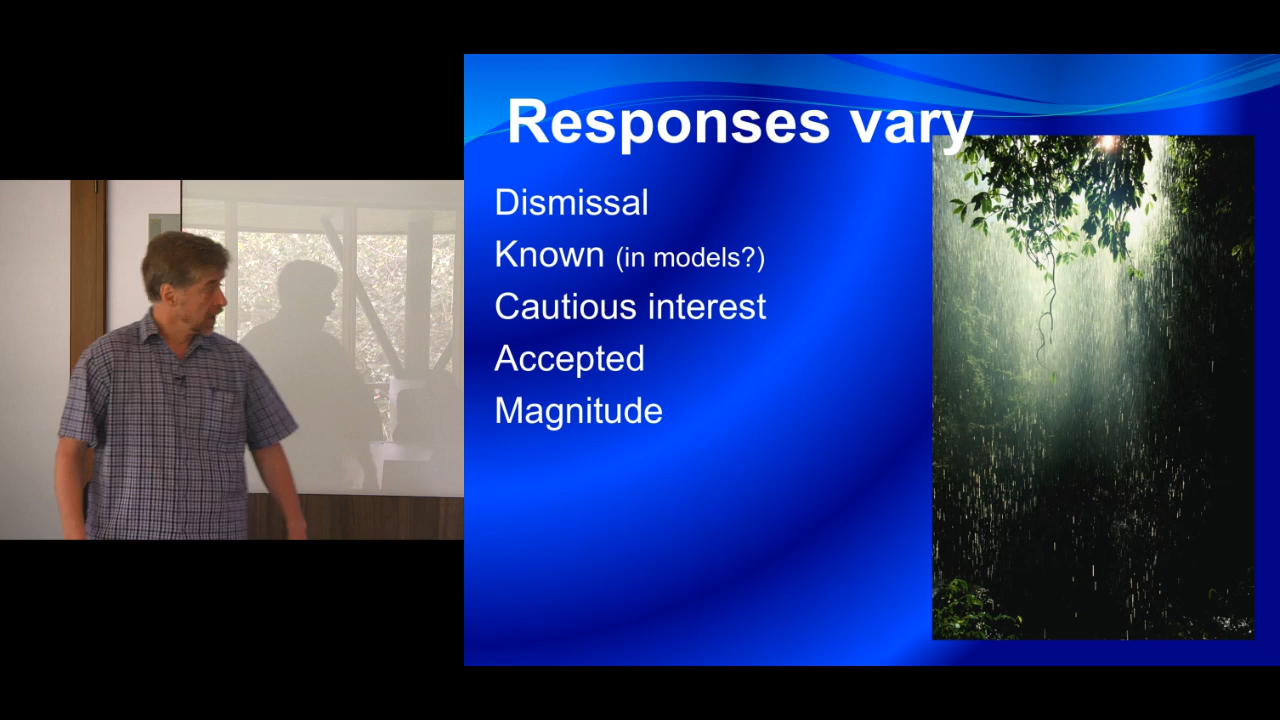 Responses vary
Dismissal
Known (in models?)
Cautious interest
Accepted
Magnitude